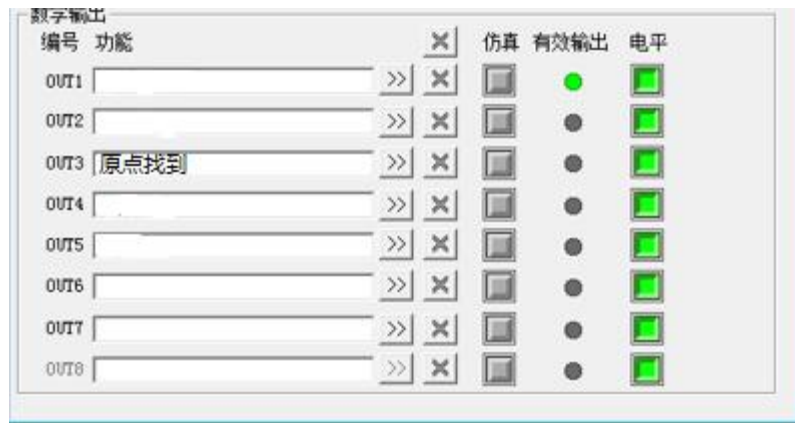 数字输出
编号 功能 仿真 有效输出 电平
OUT1 >>
OUT2 >>
OUT3 原点找到 >>
OUT4 >>
OUT5 >>
OUT6 >>
OUT7 >>
OUT8 >>